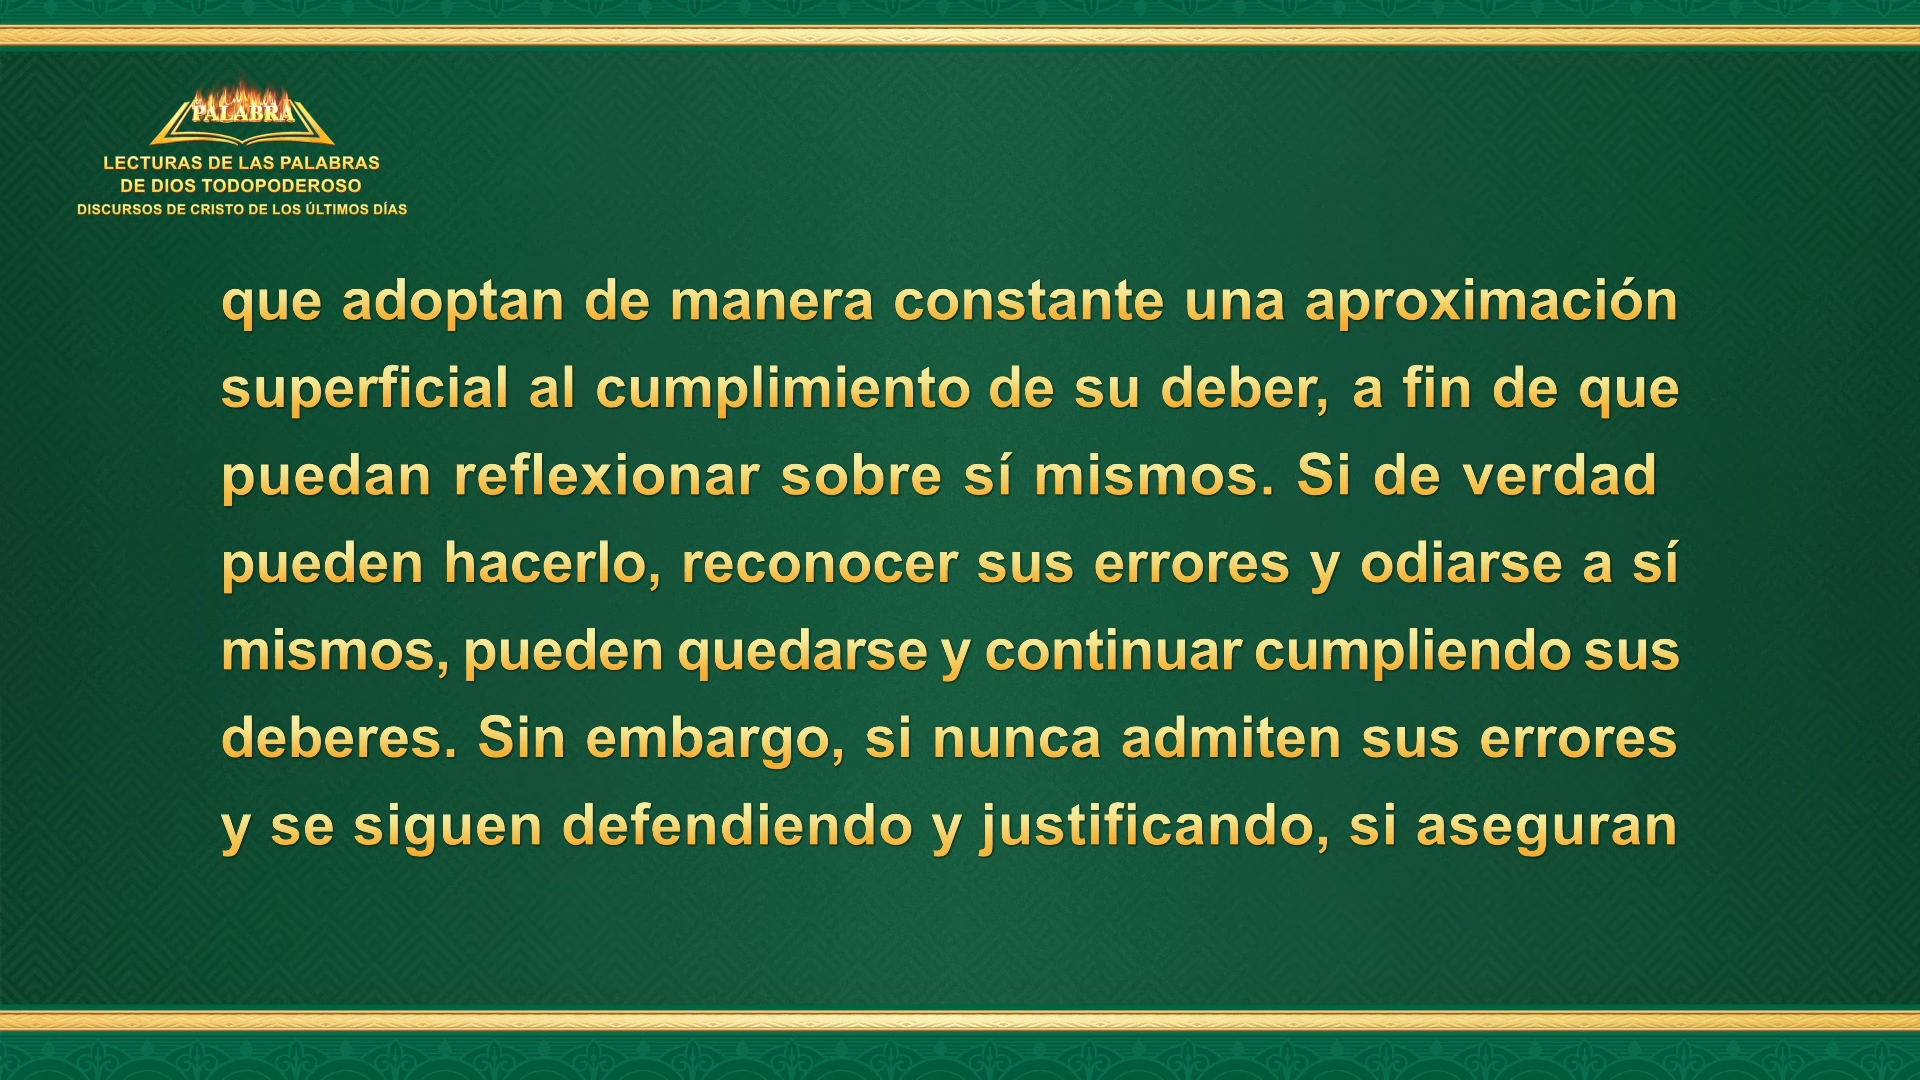 PALABRA
LECTURAS DE LAS PALABRAS
DE DIOS TODOPODEROSO
DISCURSOS DE CRISTO DE LOS ÚLTIMOS DÍAS
que adoptan de manera constante una aproximación
superficial al cumplimiento de su deber, a fin de que
puedan reflexionar sobre sí mismos. Si de verdad
pueden hacerlo, reconocer sus errores y odiarse a sí
mismos, pueden quedarse y continuar cumpliendo sus
deberes. Sin embargo, si nunca admiten sus errores
y se siguen defendiendo y justificando, si aseguran